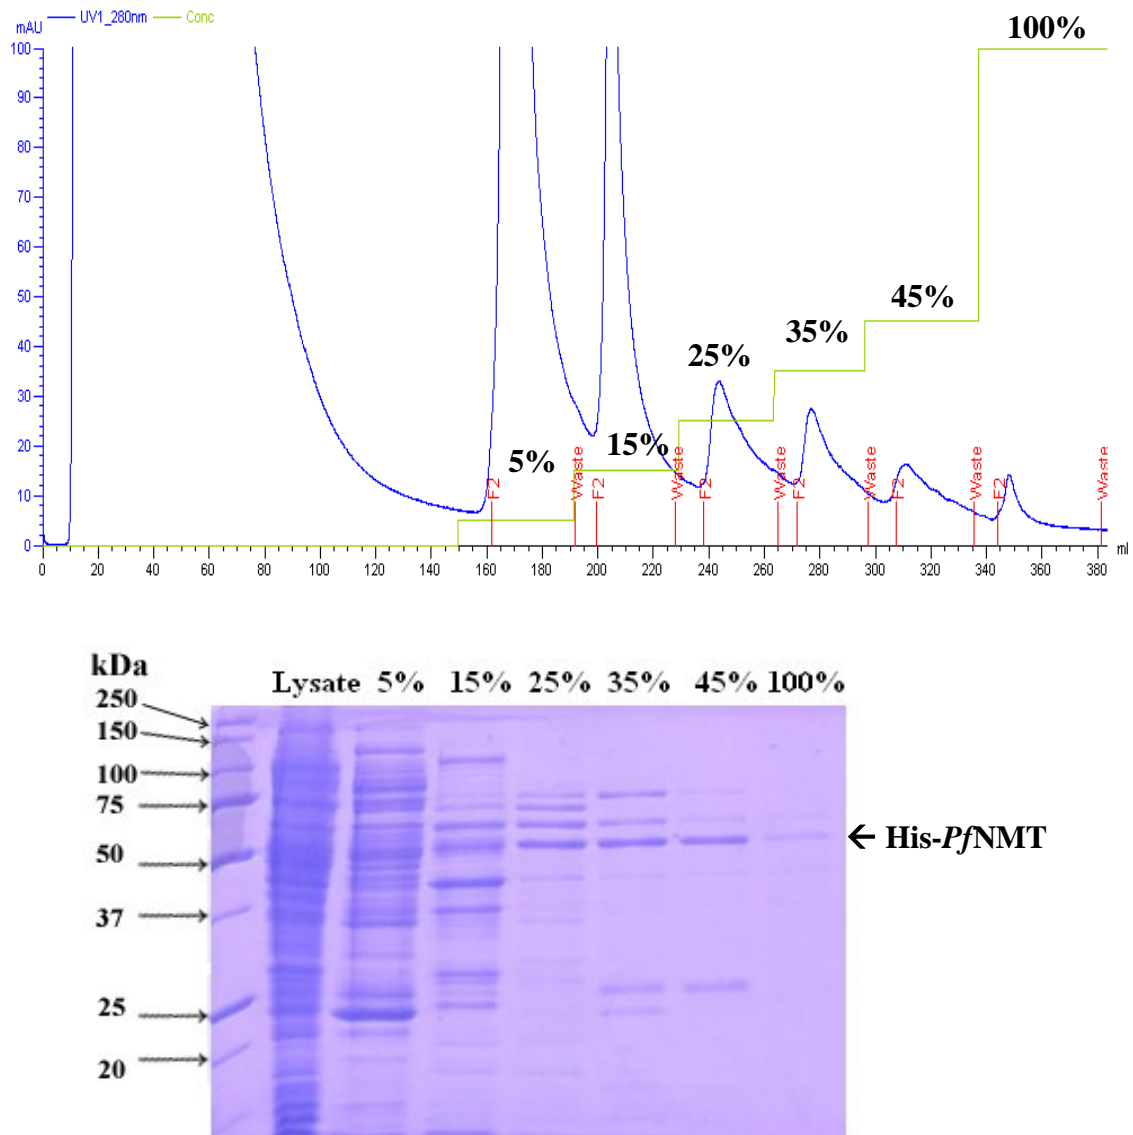 mAU
UV1_280nm
Conc
100%
100
90
80
70
60
50
40
30
20
10
0
5%
15%
25%
35%
45%
F2
Waste
F2
Waste
F2
Waste
F2
Waste
F2
Waste
F2
Waste
0 20 40 60 80 100 120 140 160 180 200 220 240 260 280 300 320 340 360 380 ml
kDa
Lysate 5% 15% 25% 35% 45% 100%
250
150
100
75
50
37
25
20
← His-PfNMT